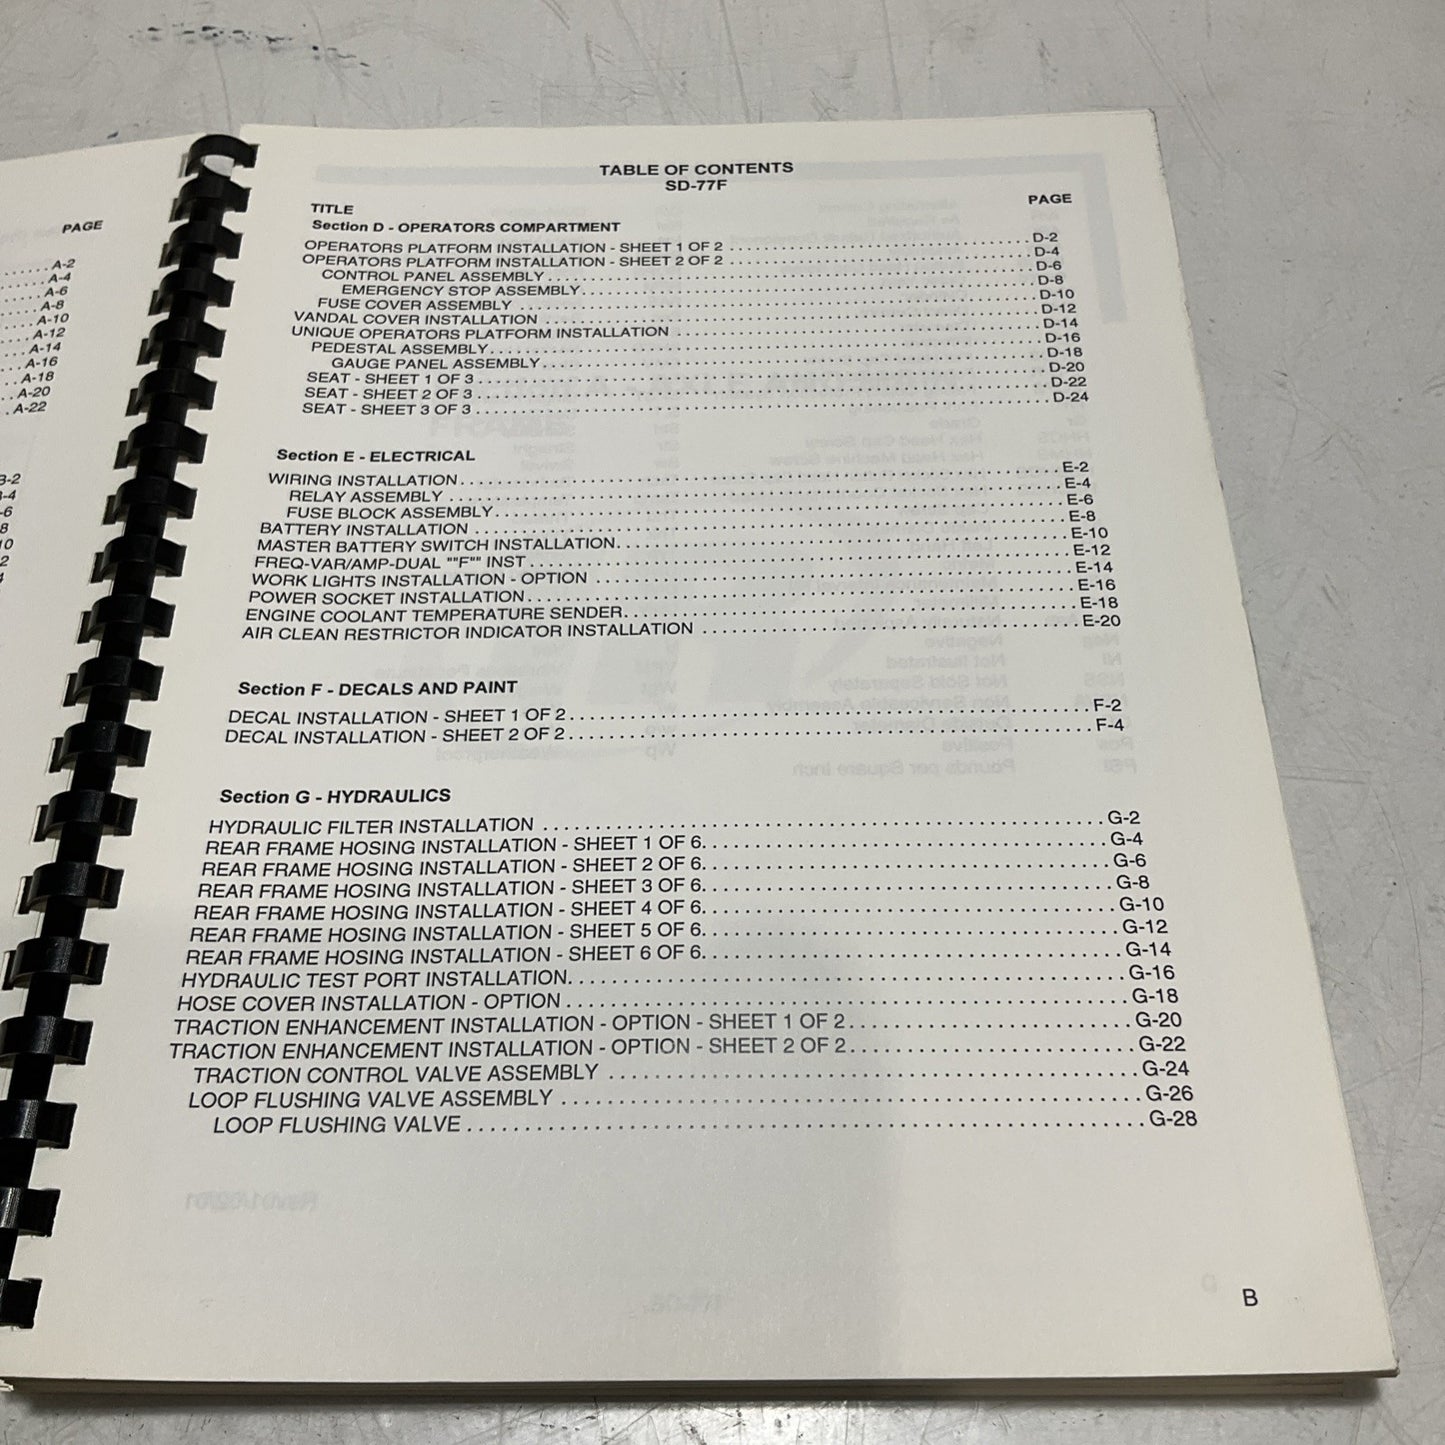 PAGE
A-2
A-4
A-6
A-8
A-10
A-12
A-14
A-16
A-18
A-20
A-22
B-2
TABLE OF CONTENTS
SD-77F
TITLE PAGE
Section D - OPERATORS COMPARTMENT
OPERATORS PLATFORM INSTALLATION - SHEET 1 OF 2 D-2
OPERATORS PLATFORM INSTALLATION - SHEET 2 OF 2 D-4
CONTROL PANEL ASSEMBLY D-6
EMERGENCY STOP ASSEMBLY D-8
FUSE COVER ASSEMBLY D-10
VANDAL COVER INSTALLATION D-12
UNIQUE OPERATORS PLATFORM INSTALLATION D-14
PEDESTAL ASSEMBLY D-16
GAUGE PANEL ASSEMBLY D-18
SEAT - SHEET 1 OF 3 D-20
SEAT - SHEET 2 OF 3 D-22
SEAT - SHEET 3 OF 3 D-24
Section E - ELECTRICAL
WIRING INSTALLATION E-2
RELAY ASSEMBLY E-4
FUSE BLOCK ASSEMBLY E-6
BATTERY INSTALLATION E-8
MASTER BATTERY SWITCH INSTALLATION E-10
FREQ-VAR/AMP-DUAL ""F"" INST E-12
WORK LIGHTS INSTALLATION - OPTION E-14
POWER SOCKET INSTALLATION E-16
ENGINE COOLANT TEMPERATURE SENDER E-18
AIR CLEAN RESTRICTOR INDICATOR INSTALLATION E-20
Section F - DECALS AND PAINT
DECAL INSTALLATION - SHEET 1 OF 2 F-2
DECAL INSTALLATION - SHEET 2 OF 2 F-4
Section G - HYDRAULICS
HYDRAULIC FILTER INSTALLATION G-2
REAR FRAME HOSING INSTALLATION - SHEET 1 OF 6 G-4
REAR FRAME HOSING INSTALLATION - SHEET 2 OF 6 G-6
REAR FRAME HOSING INSTALLATION - SHEET 3 OF 6 G-8
REAR FRAME HOSING INSTALLATION - SHEET 4 OF 6 G-10
REAR FRAME HOSING INSTALLATION - SHEET 5 OF 6 G-12
REAR FRAME HOSING INSTALLATION - SHEET 6 OF 6 G-14
HYDRAULIC TEST PORT INSTALLATION G-16
HOSE COVER INSTALLATION - OPTION G-18
TRACTION ENHANCEMENT INSTALLATION - OPTION - SHEET 1 OF 2 G-20
TRACTION ENHANCEMENT INSTALLATION - OPTION - SHEET 2 OF 2 G-22
TRACTION CONTROL VALVE ASSEMBLY G-24
LOOP FLUSHING VALVE ASSEMBLY G-26
LOOP FLUSHING VALVE G-28
B